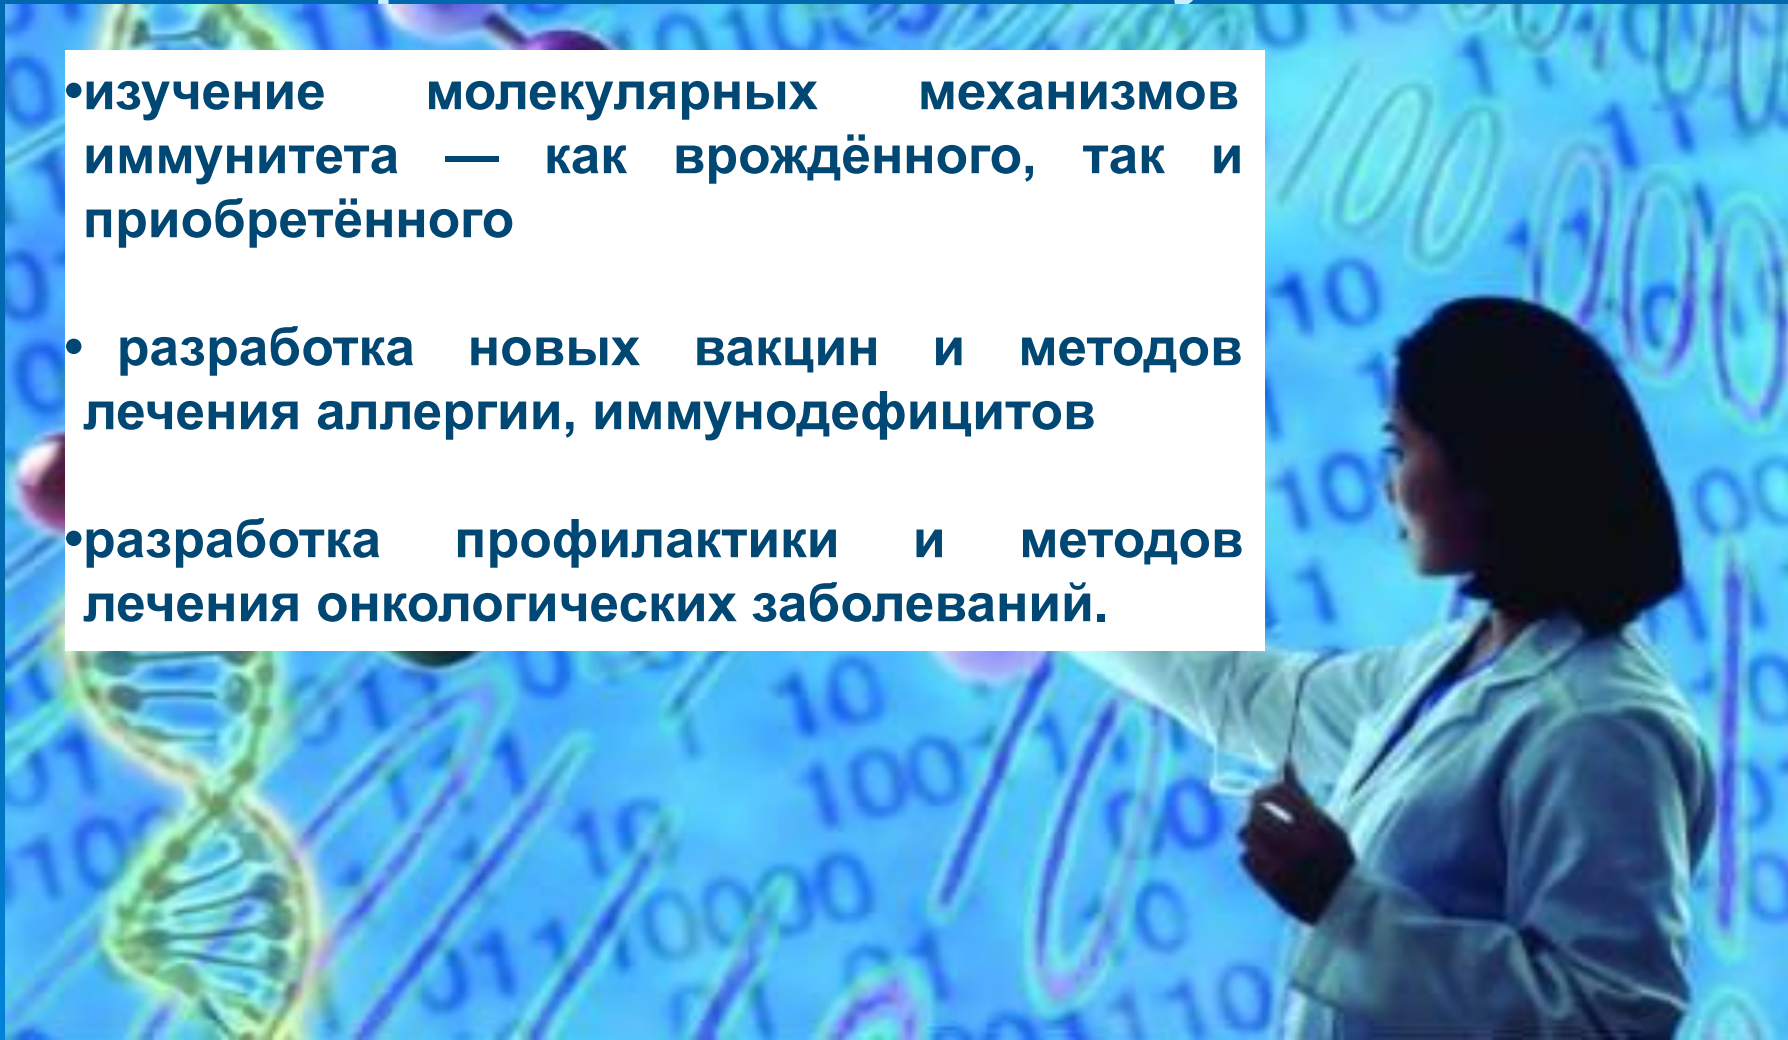 •изучение молекулярных механизмов
иммунитета — как врождённого, так и
приобретённого
• разработка новых вакцин и методов
лечения аллергии, иммунодефицитов
•разработка профилактики и методов
лечения онкологических заболеваний.